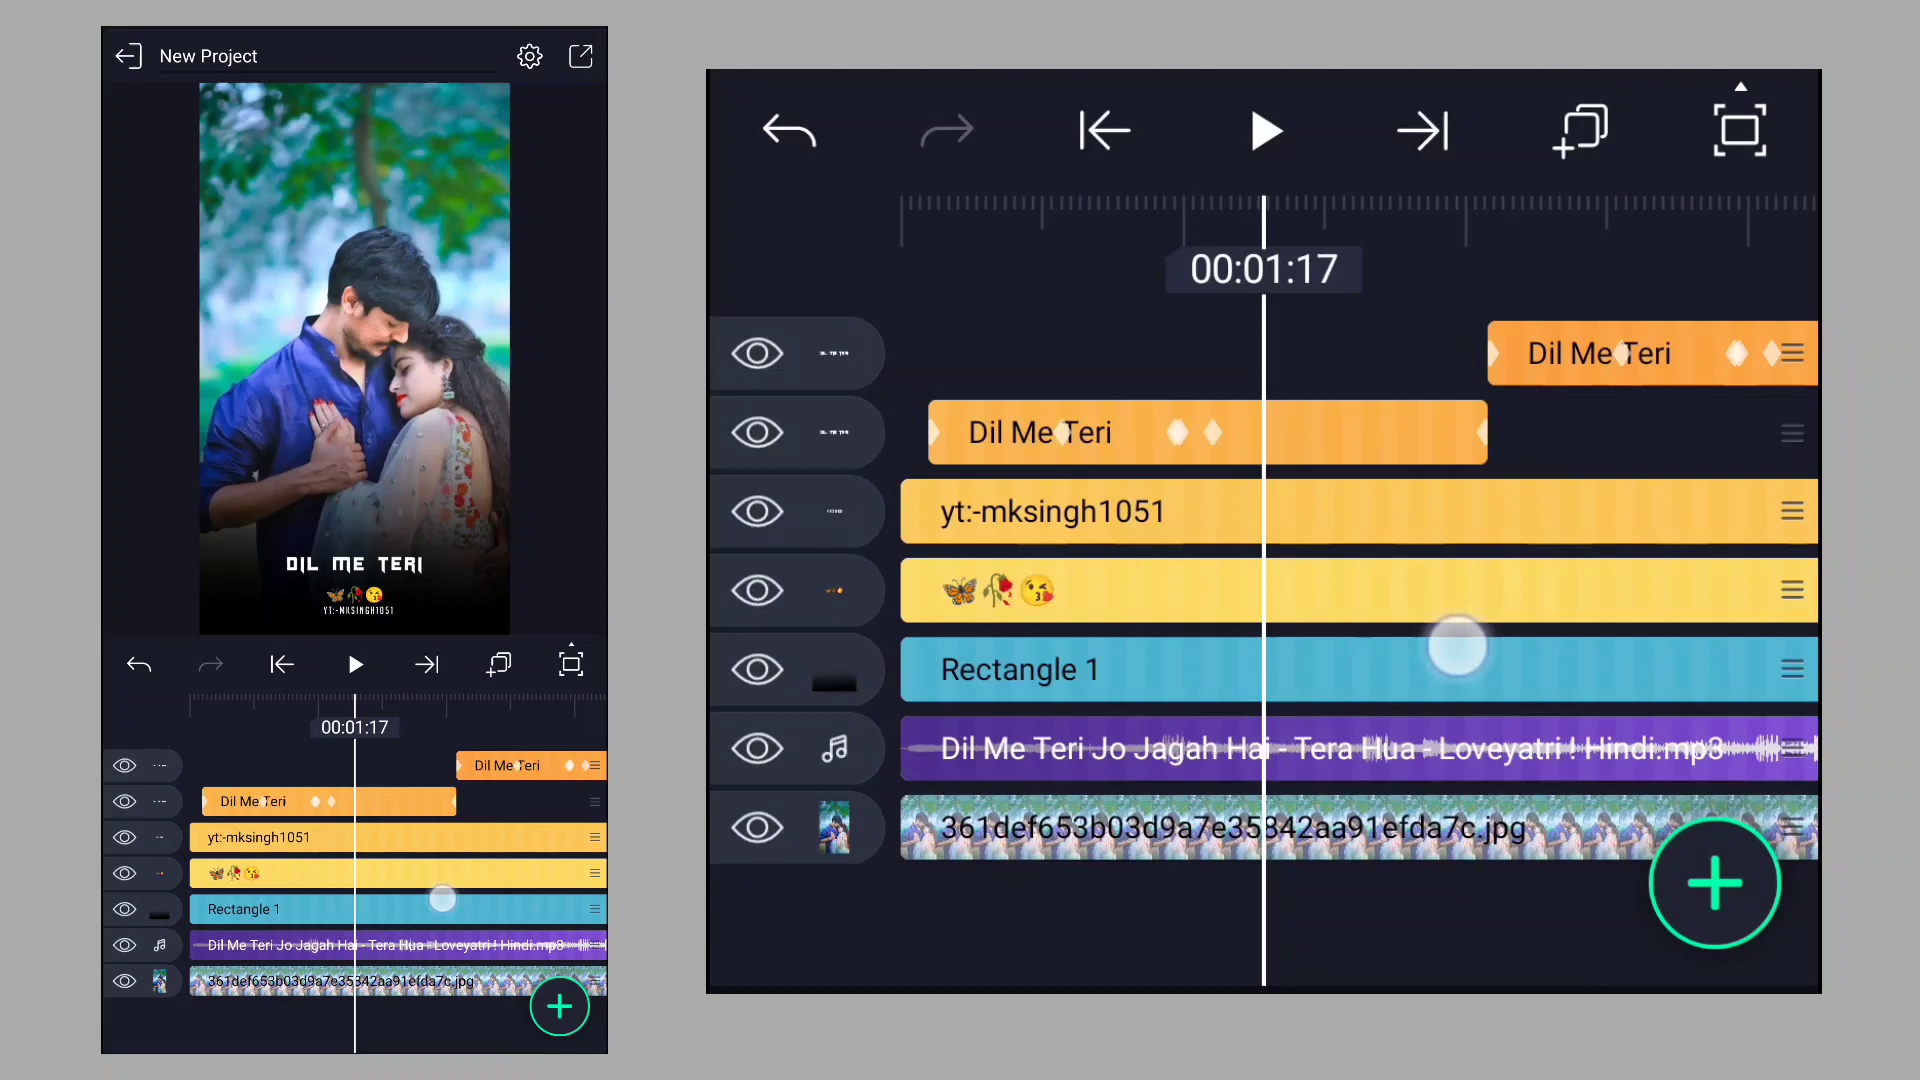 New Project
DIL ME TERI
🦋🥀😘
YT:-MKSINGH1051
00:01:17
Dil Me Teri
Dil Me Teri
yt:-mksingh1051
🦋🥀😘
Rectangle 1
Dil Me Teri Jo Jagah Hai - Tera Hua - Loveyatri ! Hindi.mp3
361def653b03d9a7e35842aa91efda7c.jpg
00:01:17
Dil Me Teri
Dil Me Teri
yt:-mksingh1051
🦋🥀😘
Rectangle 1
Dil Me Teri Jo Jagah Hai - Tera Hua - Loveyatri ! Hindi.mp3
361def653b03d9a7e35842aa91efda7c.jpg